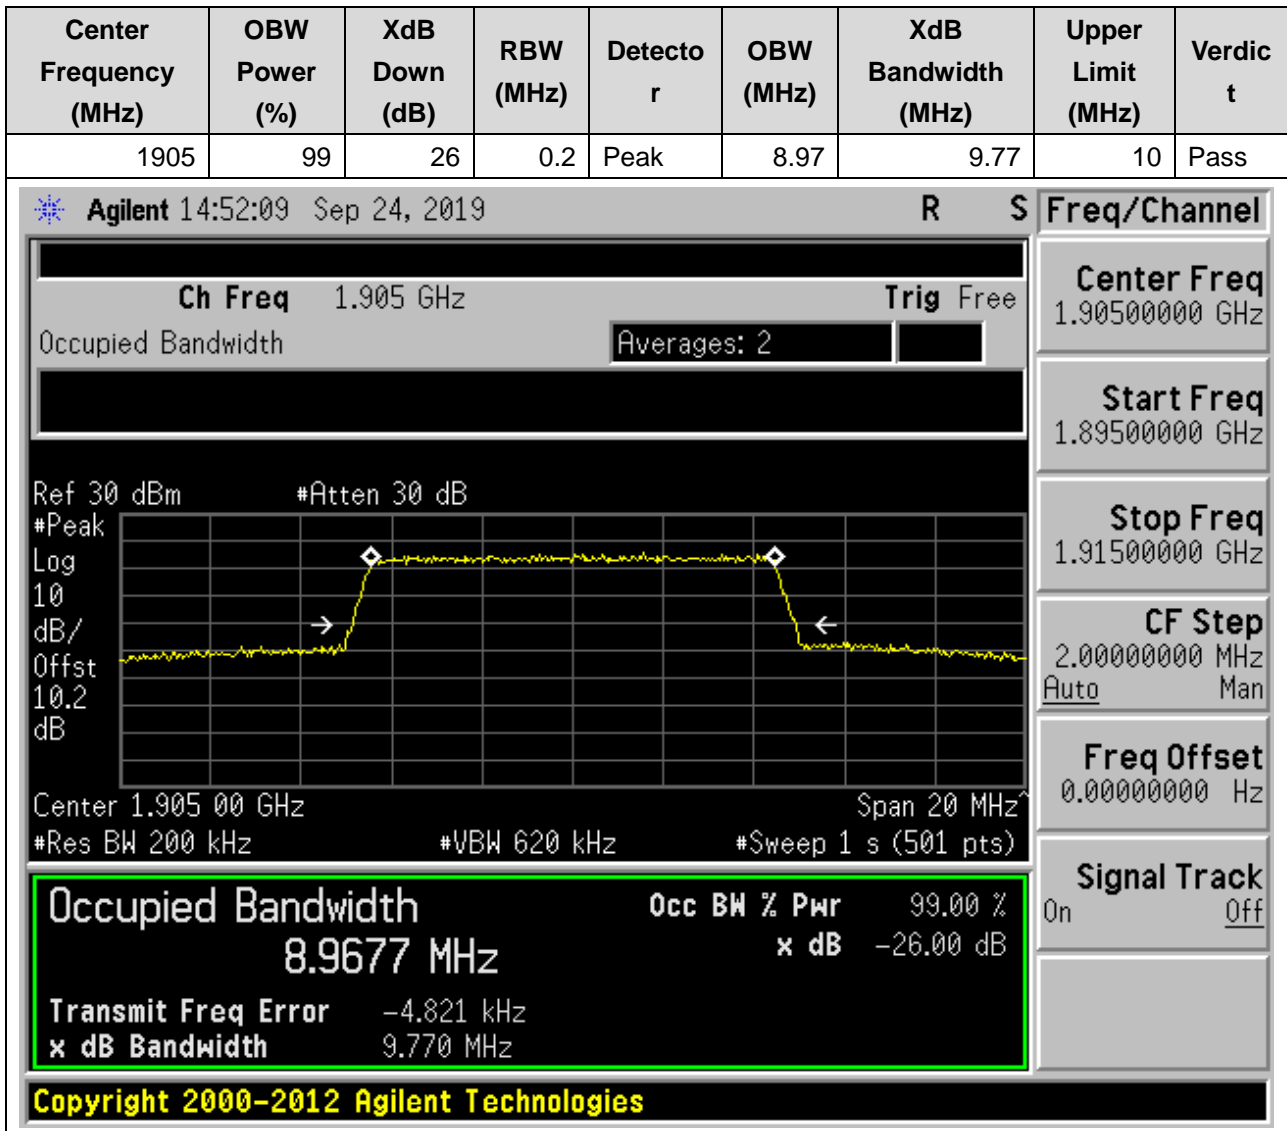 Center Frequency (MHz) OBW Power (%) XdB Down (dB) RBW (MHz) Detecto r OBW (MHz) XdB Bandwidth (MHz) Upper Limit (MHz) Verdic t
1905 99 26 0.2 Peak 8.97 9.77 10 Pass
Agilent 14:52:09 Sep 24, 2019 R S
Ch Freq 1.905 GHz Trig Free
Occupied Bandwidth Averages: 2
Ref 30 dBm #Atten 30 dB
#Peak
Log
10
dB/
Offst
10.2
dB
Center 1.905 00 GHz Span 20 MHz^
#Res BW 200 kHz #VBW 620 kHz #Sweep 1 s (501 pts)
Occupied Bandwidth Occ BW % Pwr 99.00 %
8.9677 MHz x dB -26.00 dB
Transmit Freq Error -4.821 kHz
x dB Bandwidth 9.770 MHz
Copyright 2000-2012 Agilent Technologies
Freq/Channel
Center Freq
1.90500000 GHz
Start Freq
1.89500000 GHz
Stop Freq
1.91500000 GHz
CF Step
2.00000000 MHz
Auto Man
Freq Offset
0.00000000 Hz
Signal Track
On Off